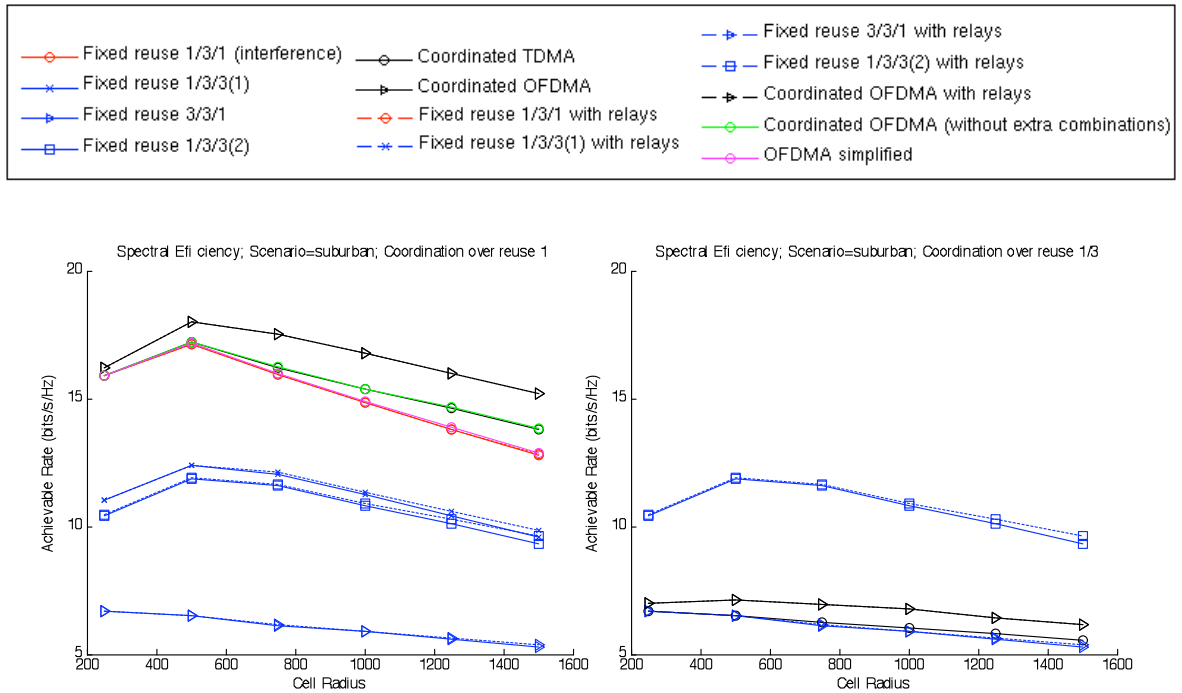 Fixed reuse 1/3/1 (interference)
Fixed reuse 1/3/3(1)
Fixed reuse 3/3/1
Fixed reuse 1/3/3(2)
Coordinated TDMA
Coordinated OFDMA
Fixed reuse 1/3/1 with relays
Fixed reuse 1/3/3(1) with relays
Fixed reuse 3/3/1 with relays
Fixed reuse 1/3/3(2) with relays
Coordinated OFDMA with relays
Coordinated OFDMA (without extra combinations)
OFDMA simplified
Spectral Efi ciency; Scenario=suburban; Coordination over reuse 1
20
15
10
5
Achievable Rate (bits/s/Hz)
200 400 600 800 1000 1200 1400 1600
Cell Radius
Spectral Efi ciency; Scenario=suburban; Coordination over reuse 1/3
20
15
10
5
Achievable Rate (bits/s/Hz)
200 400 600 800 1000 1200 1400 1600
Cell Radius